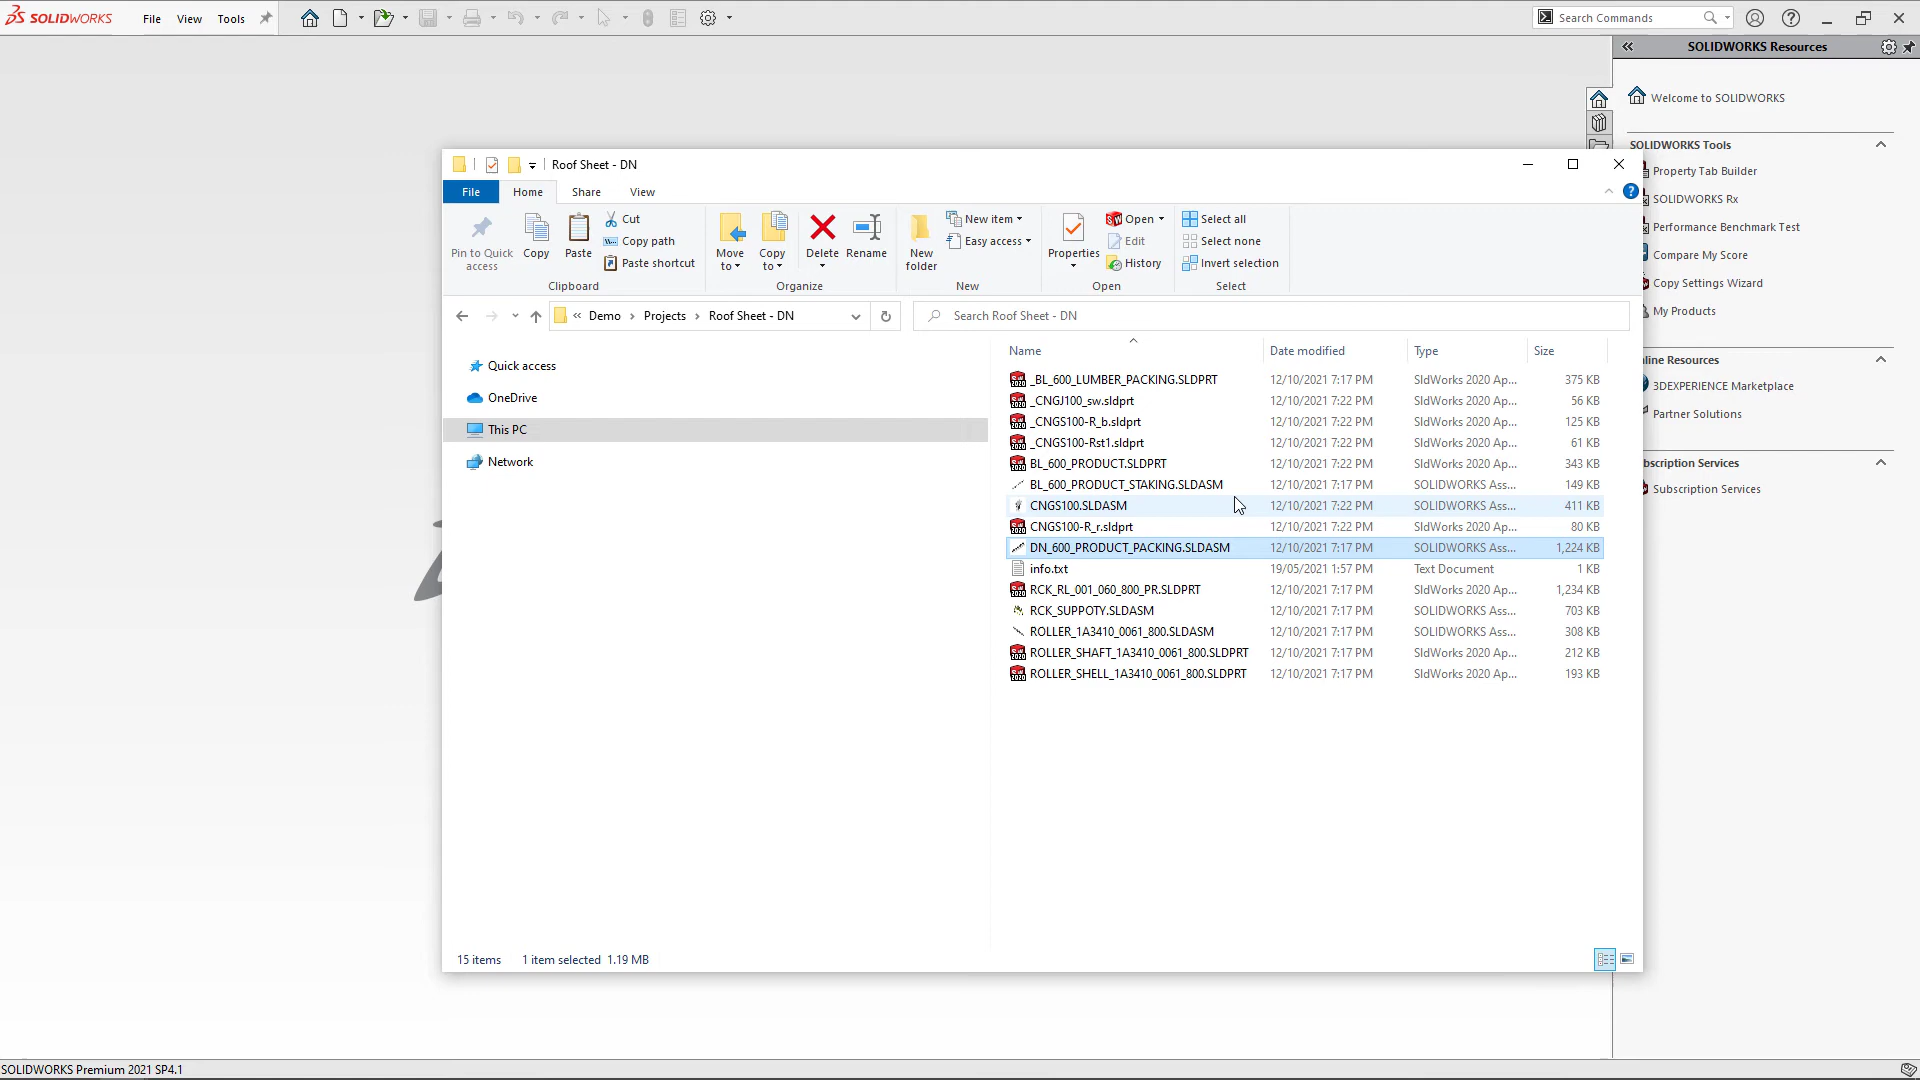 SOLIDWORKS File View Tools Search Commands
SOLIDWORKS Resources
Welcome to SOLIDWORKS
SOLIDWORKS Tools
Property Tab Builder
SOLIDWORKS Rx
Performance Benchmark Test
Compare My Score
Copy Settings Wizard
My Products
nline Resources
3DEXPERIENCE Marketplace
Partner Solutions
bscription Services
Subscription Services
Roof Sheet - DN
File Home Share View
Pin to Quick access
Copy
Paste
Cut
Copy path
Paste shortcut
Clipboard
Move to
Copy to
Delete
Rename
Organize
New folder
New item
Easy access
New
Properties
Open
Edit
History
Open
Select all
Select none
Invert selection
Select
« Demo › Projects › Roof Sheet - DN
Search Roof Sheet - DN
Quick access
OneDrive
This PC
Network
Name Date modified Type Size
_BL_600_LUMBER_PACKING.SLDPRT 12/10/2021 7:17 PM SldWorks 2020 Ap... 375 KB
_CNGJ100_sw.sldprt 12/10/2021 7:22 PM SldWorks 2020 Ap... 56 KB
_CNGS100-R_b.sldprt 12/10/2021 7:22 PM SldWorks 2020 Ap... 125 KB
_CNGS100-Rst1.sldprt 12/10/2021 7:22 PM SldWorks 2020 Ap... 61 KB
BL_600_PRODUCT.SLDPRT 12/10/2021 7:22 PM SldWorks 2020 Ap... 343 KB
BL_600_PRODUCT_STAKING.SLDASM 12/10/2021 7:17 PM SOLIDWORKS Ass... 149 KB
CNGS100.SLDASM 12/10/2021 7:22 PM SOLIDWORKS Ass... 411 KB
CNGS100-R_r.sldprt 12/10/2021 7:22 PM SldWorks 2020 Ap... 80 KB
DN_600_PRODUCT_PACKING.SLDASM 12/10/2021 7:17 PM SOLIDWORKS Ass... 1,224 KB
info.txt 19/05/2021 1:57 PM Text Document 1 KB
RCK_RL_001_060_800_PR.SLDPRT 12/10/2021 7:17 PM SldWorks 2020 Ap... 1,234 KB
RCK_SUPPOTY.SLDASM 12/10/2021 7:17 PM SOLIDWORKS Ass... 703 KB
ROLLER_1A3410_0061_800.SLDASM 12/10/2021 7:17 PM SOLIDWORKS Ass... 308 KB
ROLLER_SHAFT_1A3410_0061_800.SLDPRT 12/10/2021 7:17 PM SldWorks 2020 Ap... 212 KB
ROLLER_SHELL_1A3410_0061_800.SLDPRT 12/10/2021 7:17 PM SldWorks 2020 Ap... 193 KB
15 items 1 item selected 1.19 MB
SOLIDWORKS Premium 2021 SP4.1